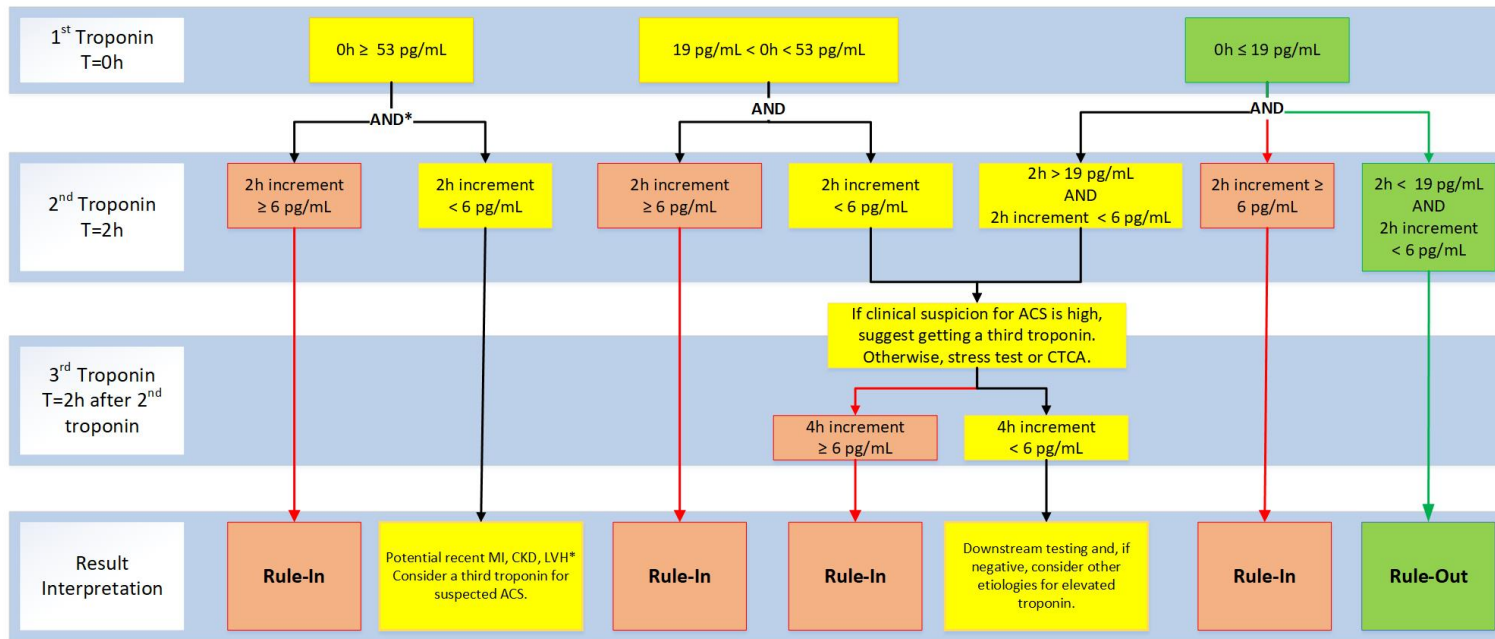 1st Troponin
T=0h
0h ≥ 53 pg/mL
19 pg/mL < 0h < 53 pg/mL
0h ≤ 19 pg/mL
AND*
AND
AND
2nd Troponin
T=2h
2h increment
≥ 6 pg/mL
2h increment
< 6 pg/mL
2h increment
≥ 6 pg/mL
2h increment
< 6 pg/mL
2h > 19 pg/mL
AND
2h increment < 6 pg/mL
2h increment ≥
6 pg/mL
2h < 19 pg/mL
AND
2h increment
< 6 pg/mL
If clinical suspicion for ACS is high,
suggest getting a third troponin.
Otherwise, stress test or CTCA.
3rd Troponin
T=2h after 2nd
troponin
4h increment
≥ 6 pg/mL
4h increment
< 6 pg/mL
Result
Interpretation
Rule-In
Potential recent MI, CKD, LVH*
Consider a third troponin for
suspected ACS.
Rule-In
Rule-In
Downstream testing and, if
negative, consider other
etiologies for elevated
troponin.
Rule-In
Rule-Out